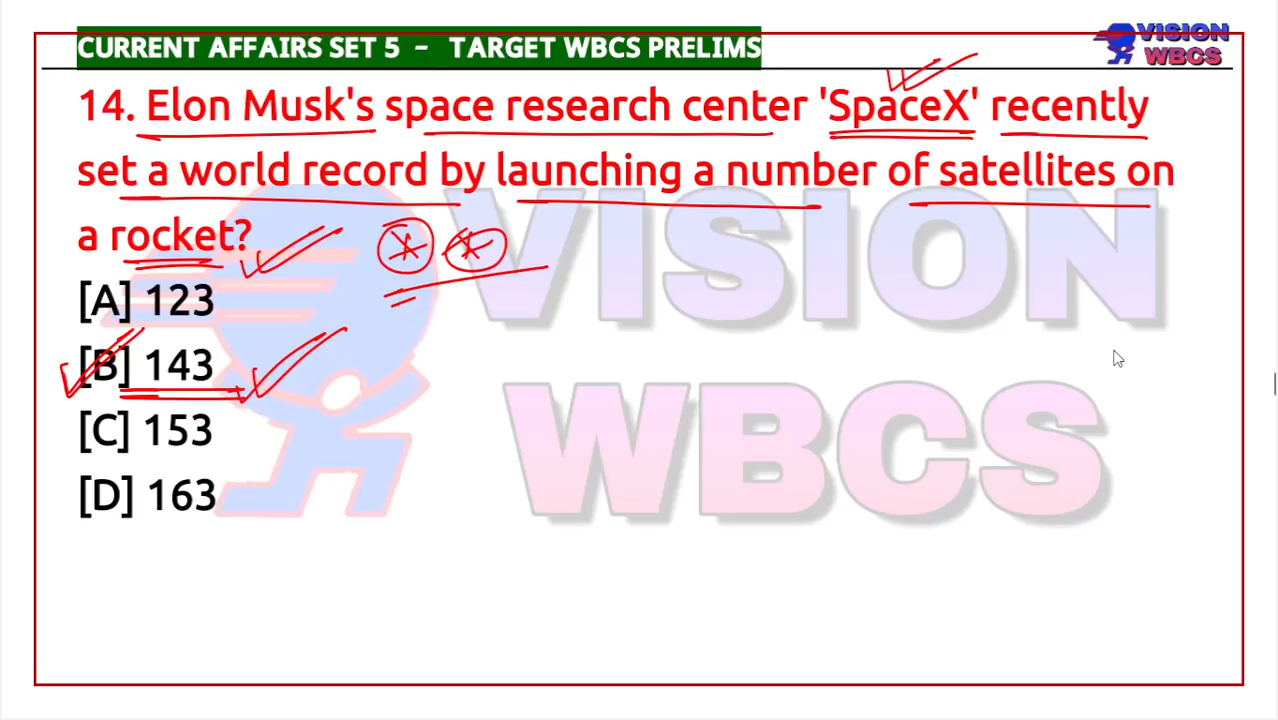 CURRENT AFFAIRS SET 5 - TARGET WBCS PRELIMS
VISION
WBCS
14. Elon Musk's space research center 'SpaceX' recently
set a world record by launching a number of satellites on
a rocket?
[A] 123
[B] 143
[C] 153
[D] 163
VISION
WBCS